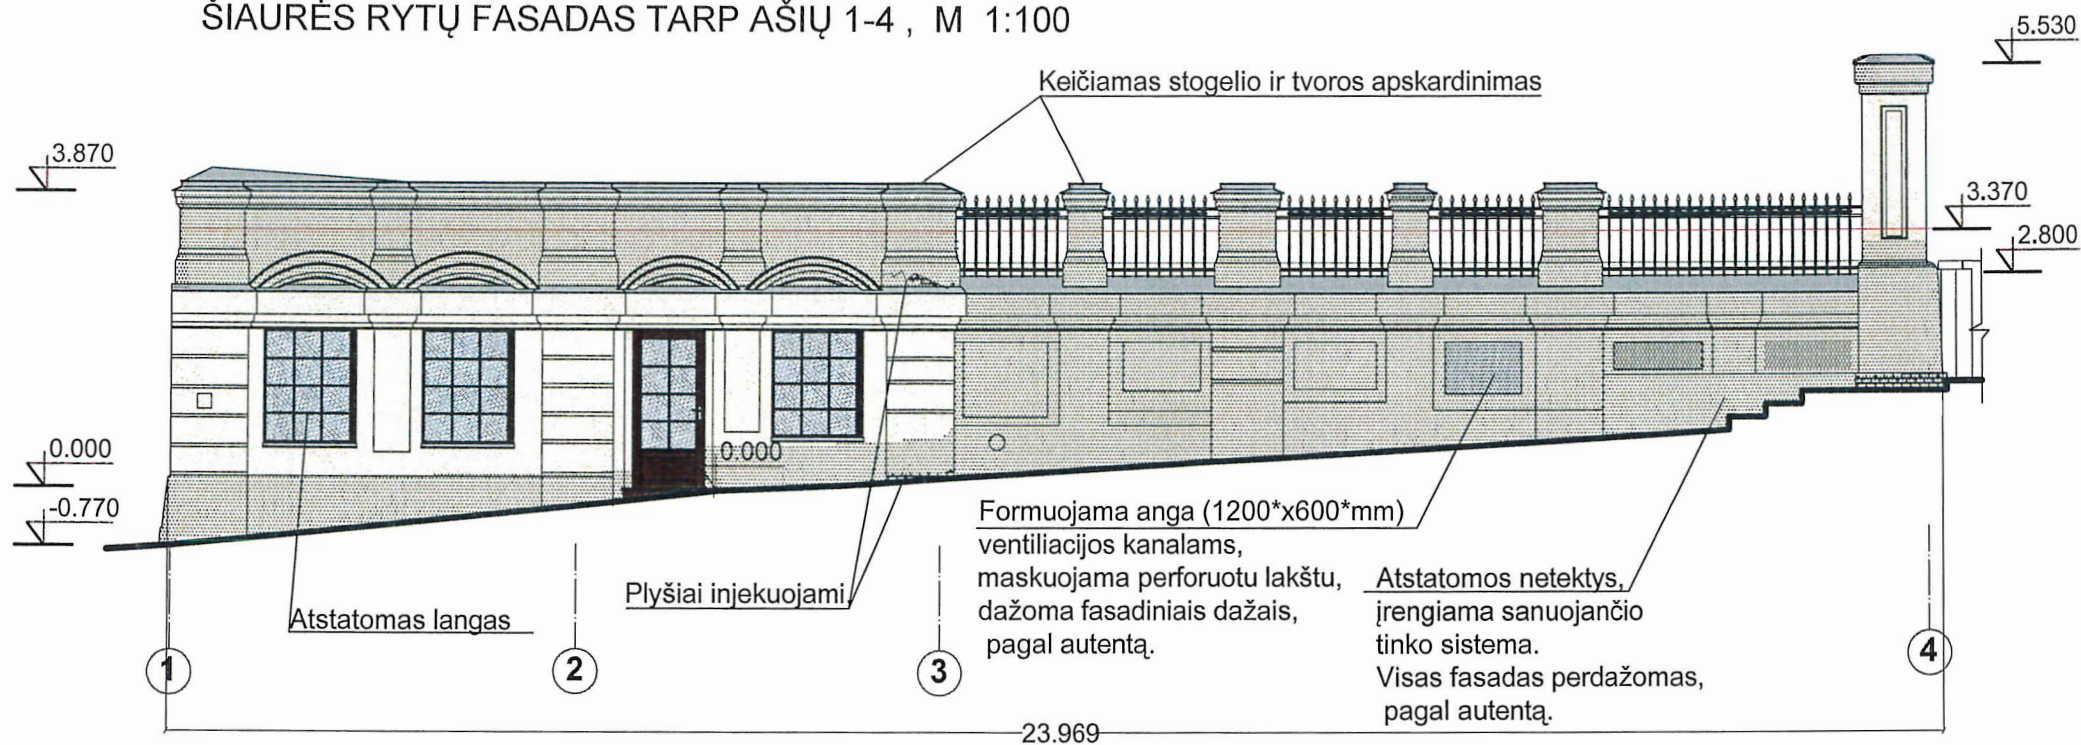 ŠIAURĖS RYTŲ FASADAS TARP AŠIŲ 1-4 , M 1:100
5.530
Keičiamas stogelio ir tvoros apskardinimas
3.870
3.370
2.800
0.000
0.000
-0.770
Formuojama anga (1200*x600*mm)
ventiliacijos kanalams,
maskuojama perforuotu lakštu,
dažoma fasadiniais dažais,
pagal autentą.
Atstatomos netektys,
įrengiama sanuojančio
tinko sistema.
Visas fasadas perdažomas,
pagal autentą.
Plyšiai injekuojami
Atstatomas langas
1
2
3
4
23.969